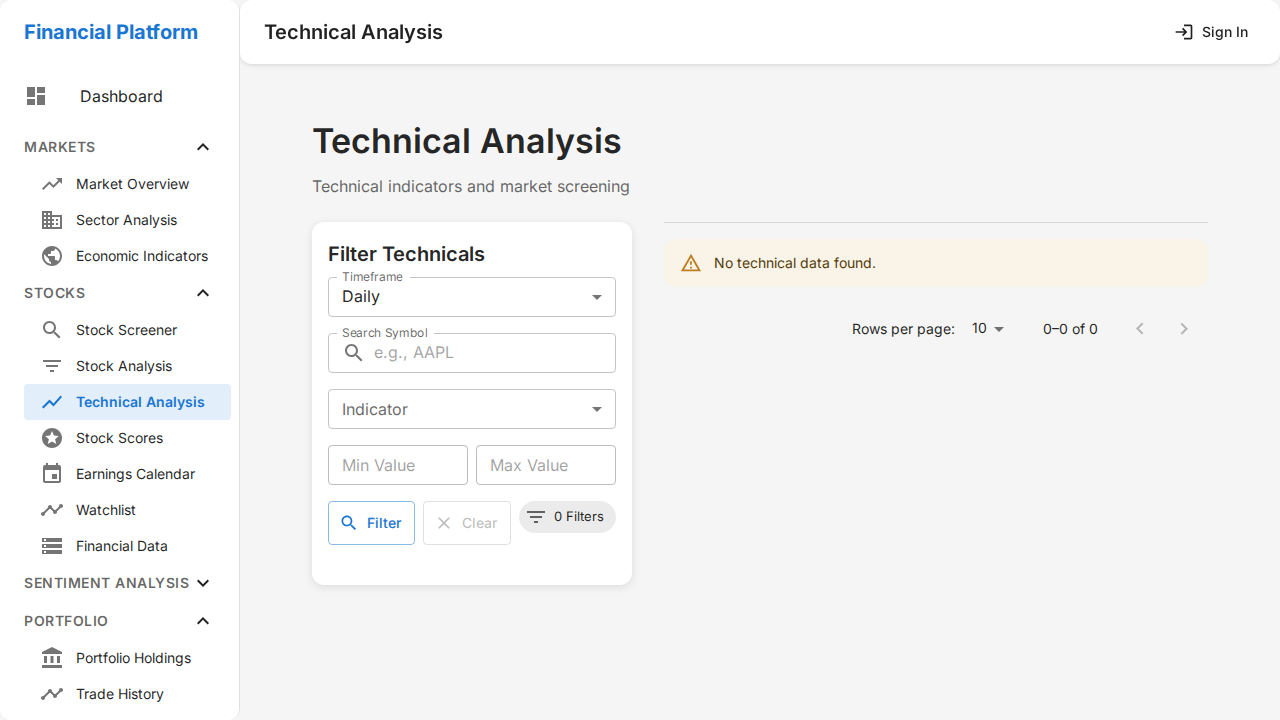 Financial Platform
Technical Analysis
Sign In
Dashboard
MARKETS
Market Overview
Sector Analysis
Economic Indicators
STOCKS
Stock Screener
Stock Analysis
Technical Analysis
Stock Scores
Earnings Calendar
Watchlist
Financial Data
SENTIMENT ANALYSIS
PORTFOLIO
Portfolio Holdings
Trade History
Technical Analysis
Technical indicators and market screening
Filter Technicals
Timeframe
Daily
Search Symbol
e.g., AAPL
Indicator
Min Value Max Value
Filter Clear 0 Filters
No technical data found.
Rows per page: 10 0–0 of 0